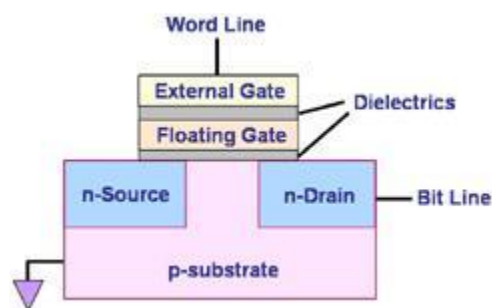 Word Line
External Gate
Dielectrics
Floating Gate
n-Source
n-Drain
Bit Line
p-substrate